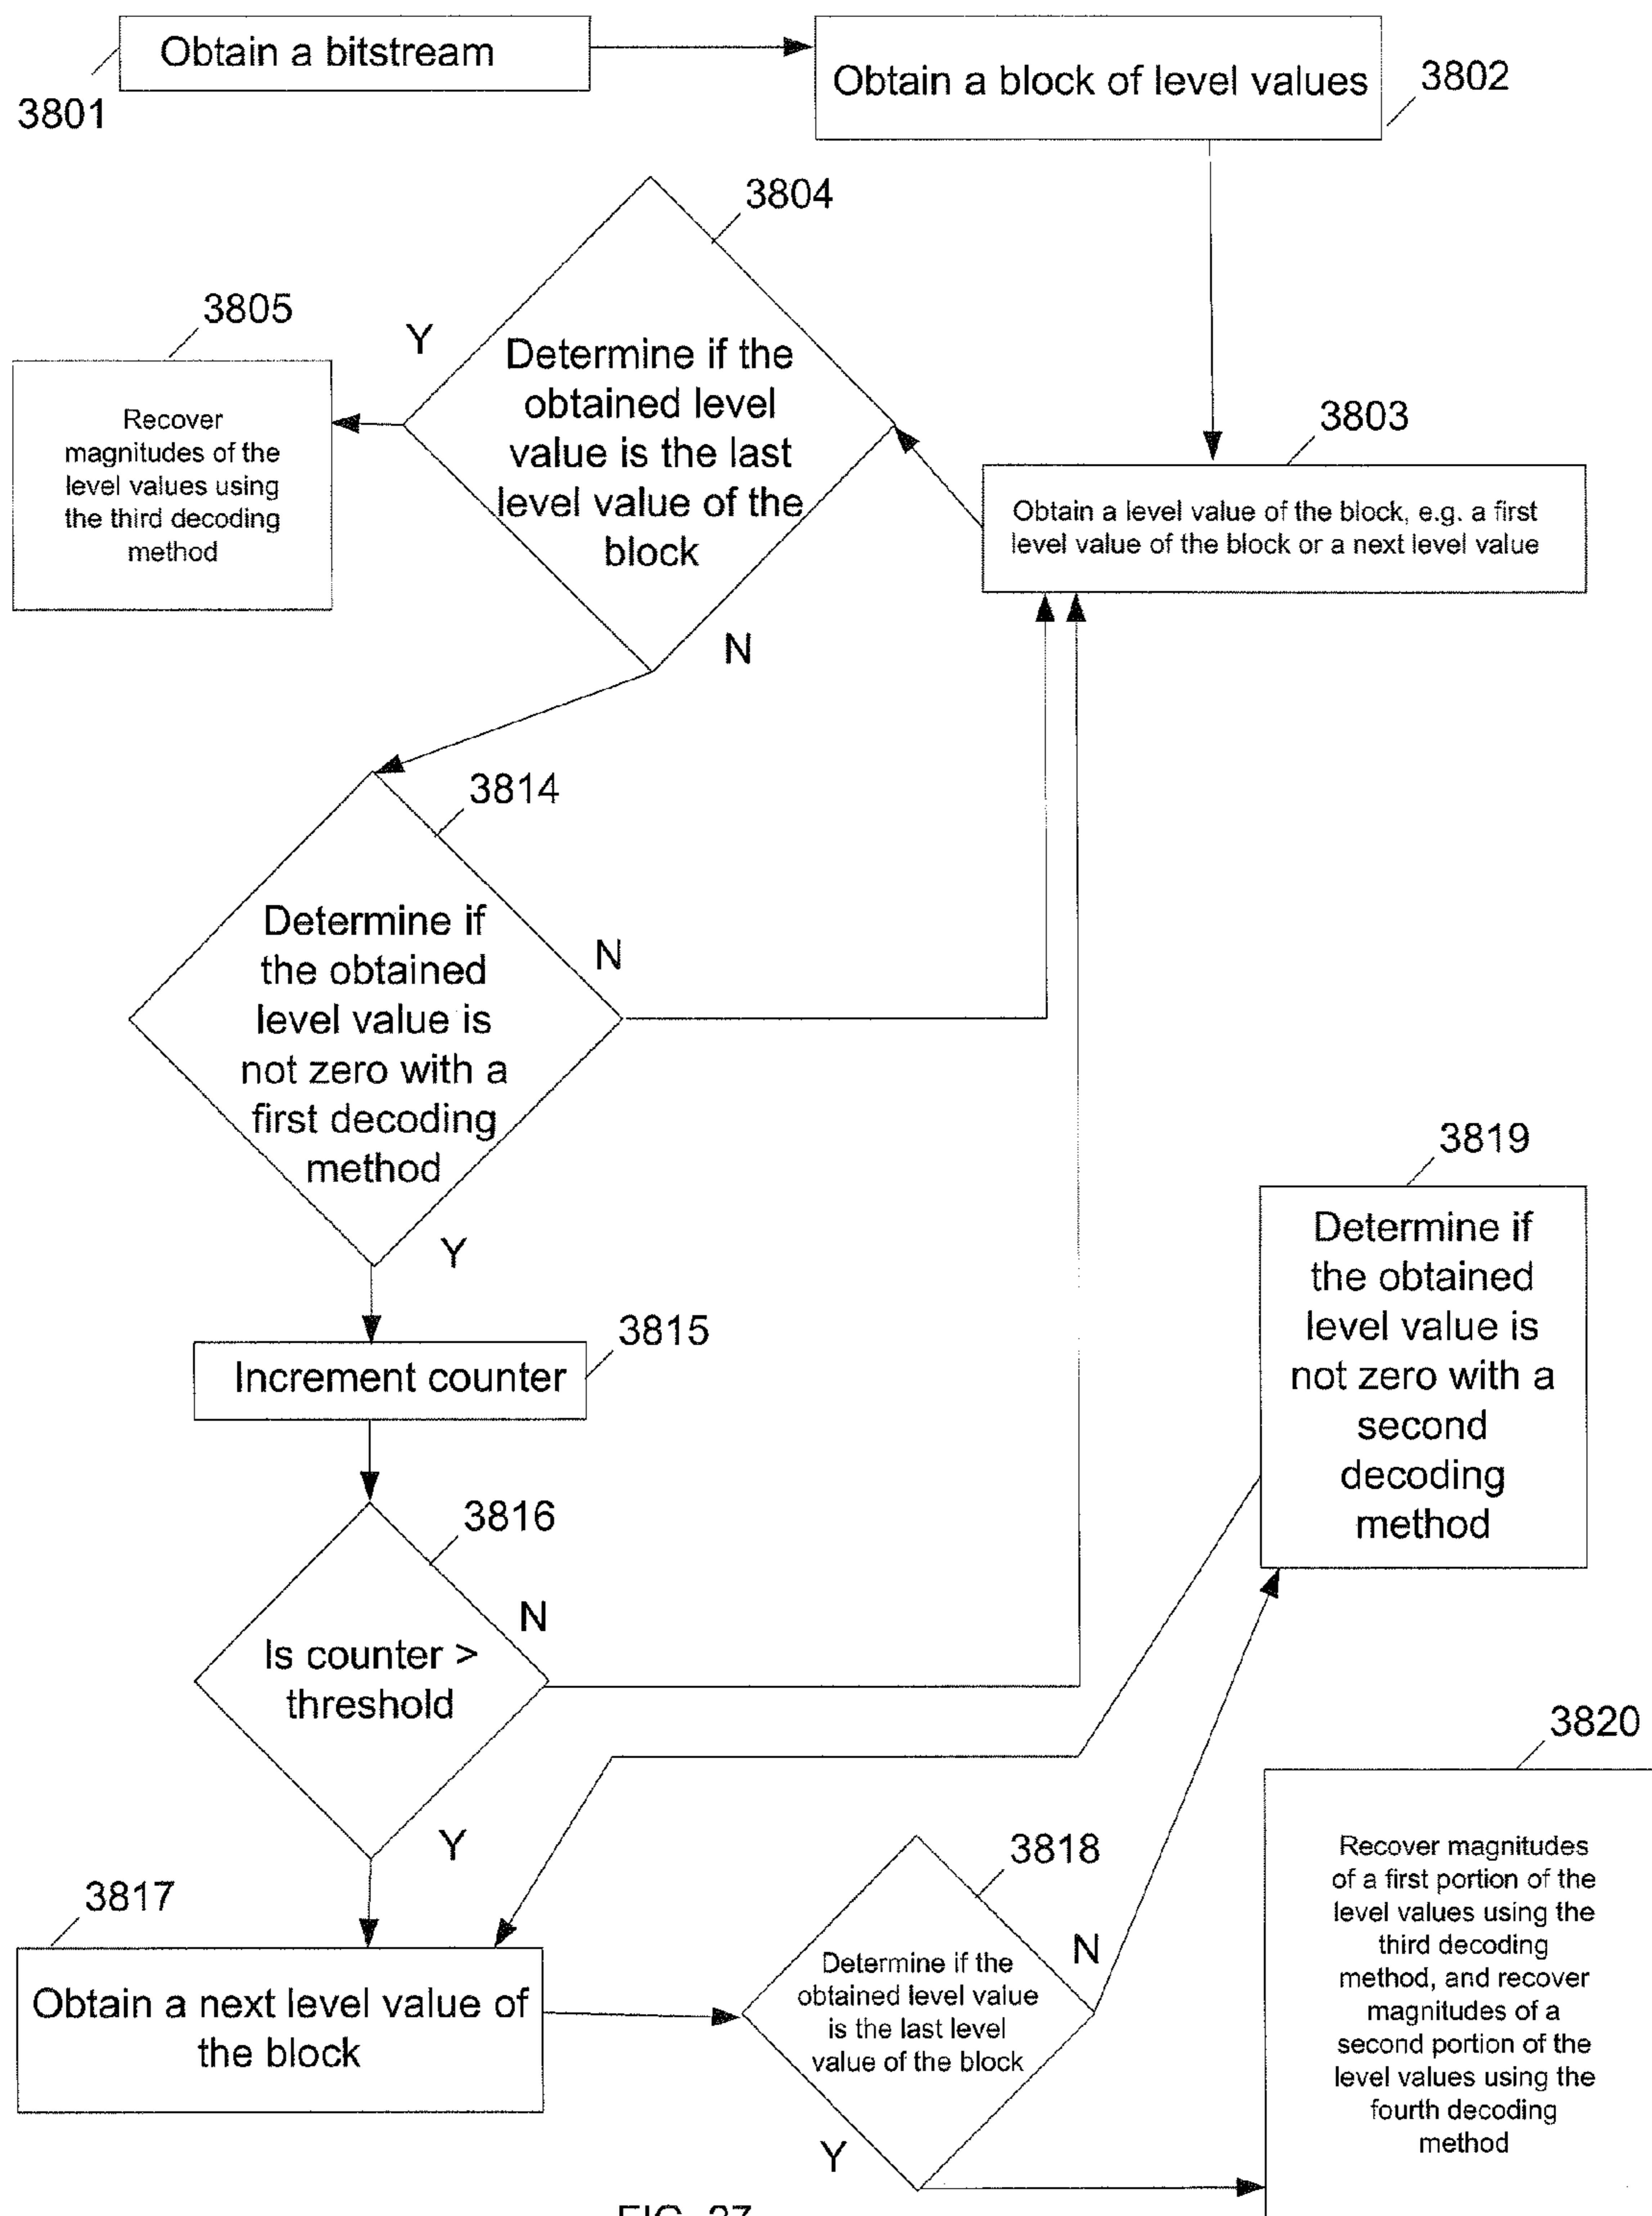 Obtain a bitstream
3801
Obtain a block of level values
3802
3804
3805
Y
Determine if the
obtained level
value is the last
level value of the
block
Recover
magnitudes of the
level values using
the third decoding
method
3803
Obtain a level value of the block, e.g. a first
level value of the block or a next level value
N
3814
Determine if
the obtained
level value is
not zero with a
first decoding
method
N
Y
3815
Increment counter
3816
Is counter >
threshold
N
Y
3819
Determine if
the obtained
level value is
not zero with a
second
decoding
method
3817
Obtain a next level value of
the block
3818
Determine if the
obtained level value
is the last level
value of the block
N
Y
3820
Recover magnitudes
of a first portion of the
level values using the
third decoding
method, and recover
magnitudes of a
second portion of the
level values using the
fourth decoding
method